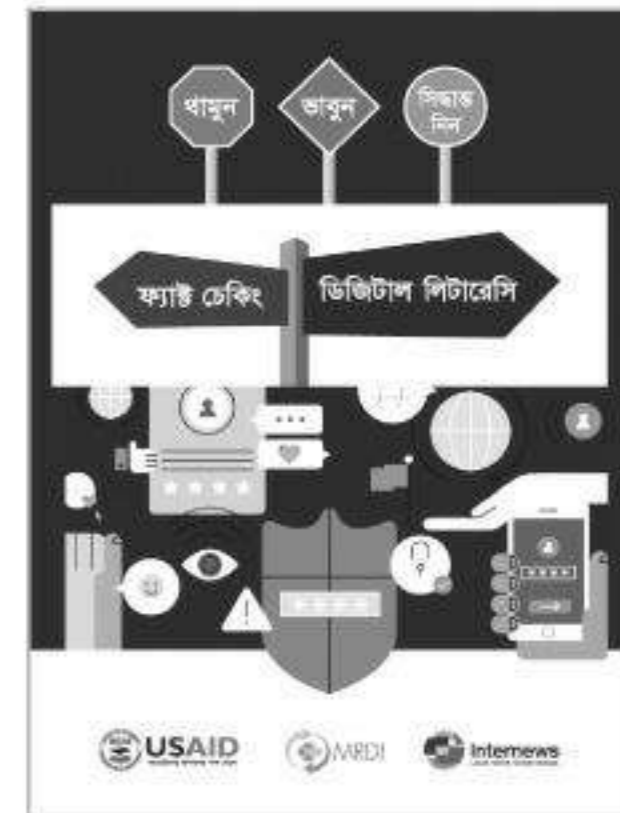 থামুন
ভাবুন
সিদ্ধান্ত
নিন
ফ্যাক্ট চেকিং
ডিজিটাল লিটারেসি
USAID
MRDI
Internews